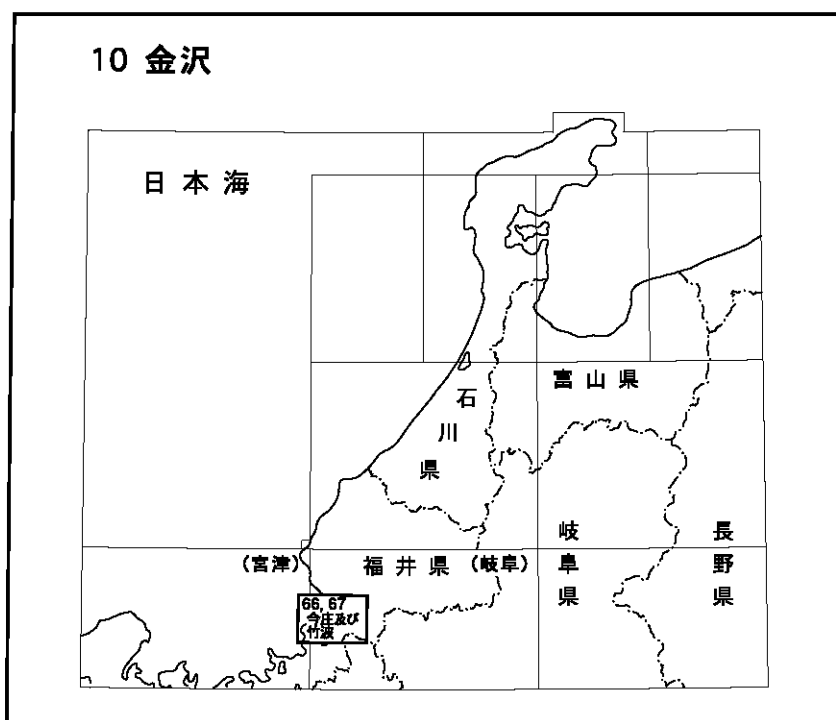 10 金沢
日本海
富山県
石川県
(宮津)
福井県
(岐阜)
岐阜県
長野県
66, 67
今庄及び
竹波